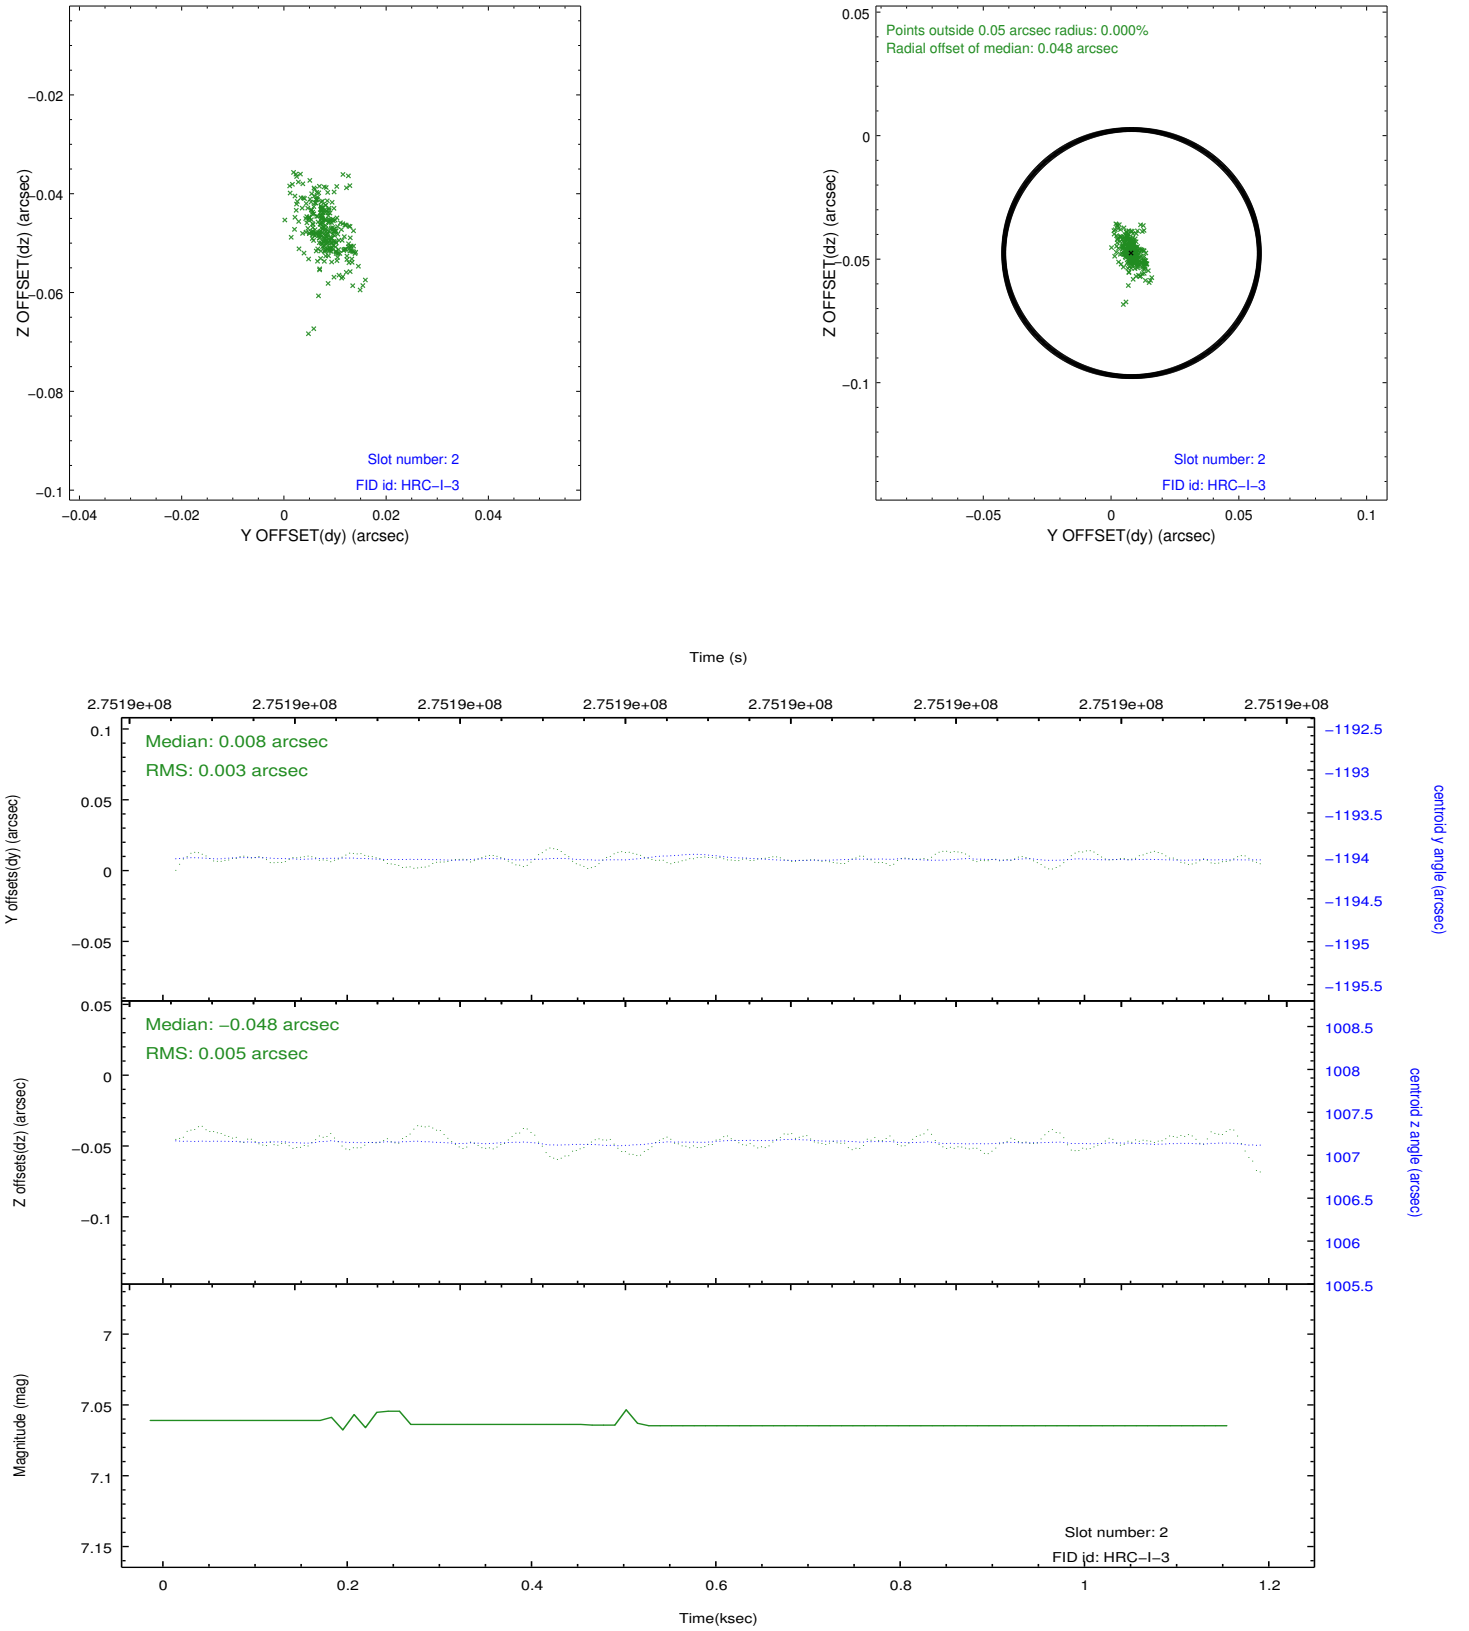 Z OFFSET(dz) (arcsec)
−0.02
−0.04
−0.06
−0.08
−0.1
Slot number: 2
FID id: HRC−I−3
−0.04 −0.02 0 0.02 0.04
Y OFFSET(dy) (arcsec)
Z OFFSET(dz) (arcsec)
0.05
0
−0.05
−0.1
Points outside 0.05 arcsec radius: 0.000%
Radial offset of median: 0.048 arcsec
Slot number: 2
FID id: HRC−I−3
−0.05 0 0.05 0.1
Y OFFSET(dy) (arcsec)
Time (s)
2.7519e+08 2.7519e+08 2.7519e+08 2.7519e+08 2.7519e+08 2.7519e+08 2.7519e+08 2.7519e+08
Y offsets(dy) (arcsec)
0.1
0.05
0
−0.05
Median: 0.008 arcsec
RMS: 0.003 arcsec
−1192.5
−1193
−1193.5
−1194
−1194.5
−1195
−1195.5
centroid y angle (arcsec)
Z offsets(dz) (arcsec)
0.05
0
−0.05
−0.1
Median: −0.048 arcsec
RMS: 0.005 arcsec
1008.5
1008
1007.5
1007
1006.5
1006
1005.5
centroid z angle (arcsec)
Magnitude (mag)
7
7.05
7.1
7.15
Slot number: 2
FID id: HRC−I−3
0 0.2 0.4 0.6 0.8 1 1.2
Time(ksec)